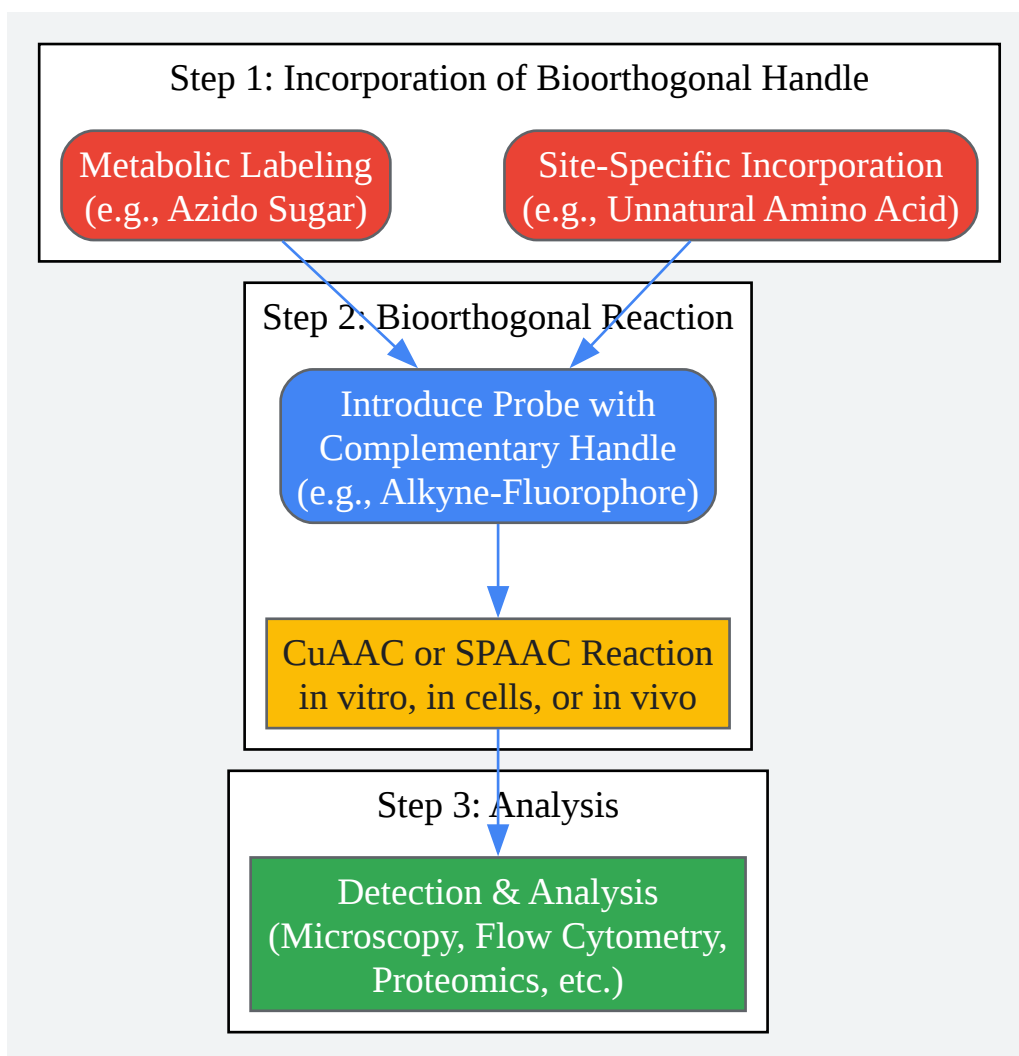 Step 1: Incorporation of Bioorthogonal Handle
Metabolic Labeling
(e.g., Azido Sugar)
Site-Specific Incorporation
(e.g., Unnatural Amino Acid)
Step 2: Bioorthogonal Reaction
Introduce Probe with
Complementary Handle
(e.g., Alkyne-Fluorophore)
CuAAC or SPAAC Reaction
in vitro, in cells, or in vivo
Step 3: Analysis
Detection & Analysis
(Microscopy, Flow Cytometry,
Proteomics, etc.)